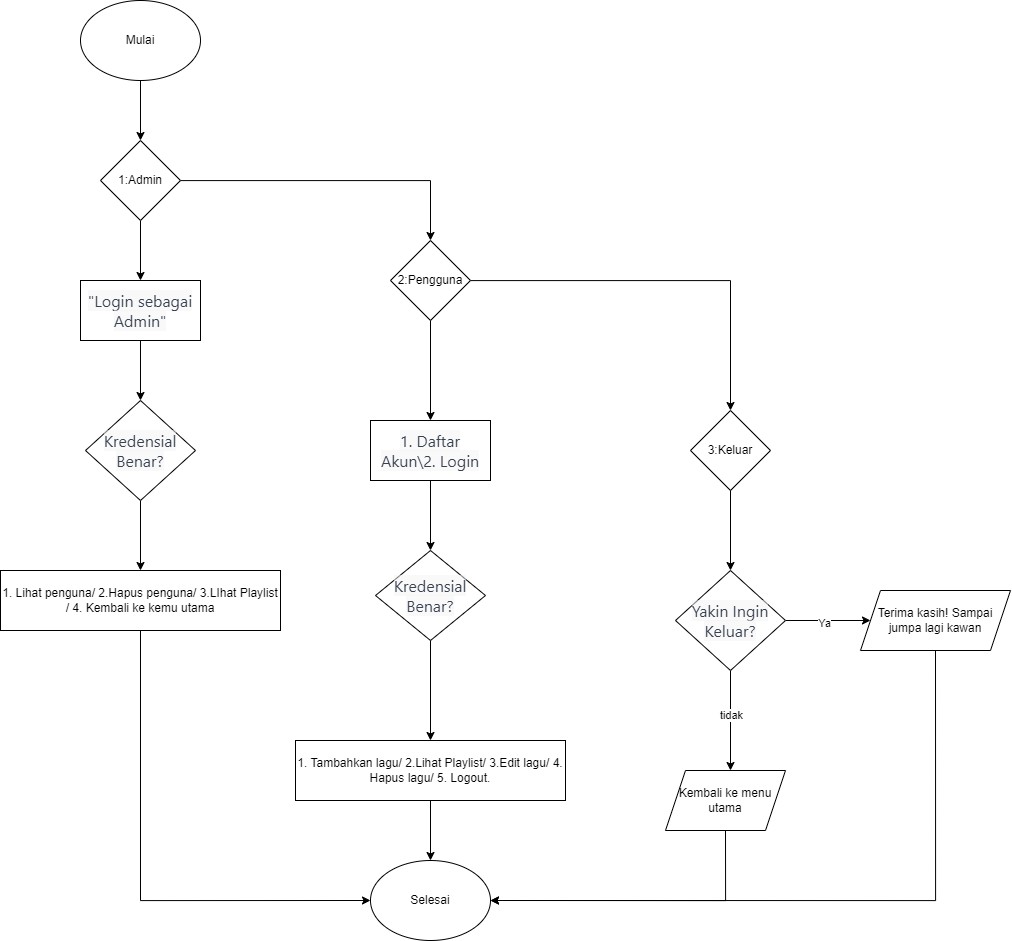 Mulai
1:Admin
"Login sebagai
Admin"
Kredensial
Benar?
1. Lihat penguna/ 2.Hapus penguna/ 3.LIhat Playlist
/ 4. Kembali ke kemu utama
2:Pengguna
1. Daftar
Akun\2. Login
Kredensial
Benar?
1. Tambahkan lagu/ 2.Lihat Playlist/ 3.Edit lagu/ 4.
Hapus lagu/ 5. Logout.
3:Keluar
Yakin Ingin
Keluar?
Ya
Terima kasih! Sampai
jumpa lagi kawan
tidak
Kembali ke menu
utama
Selesai